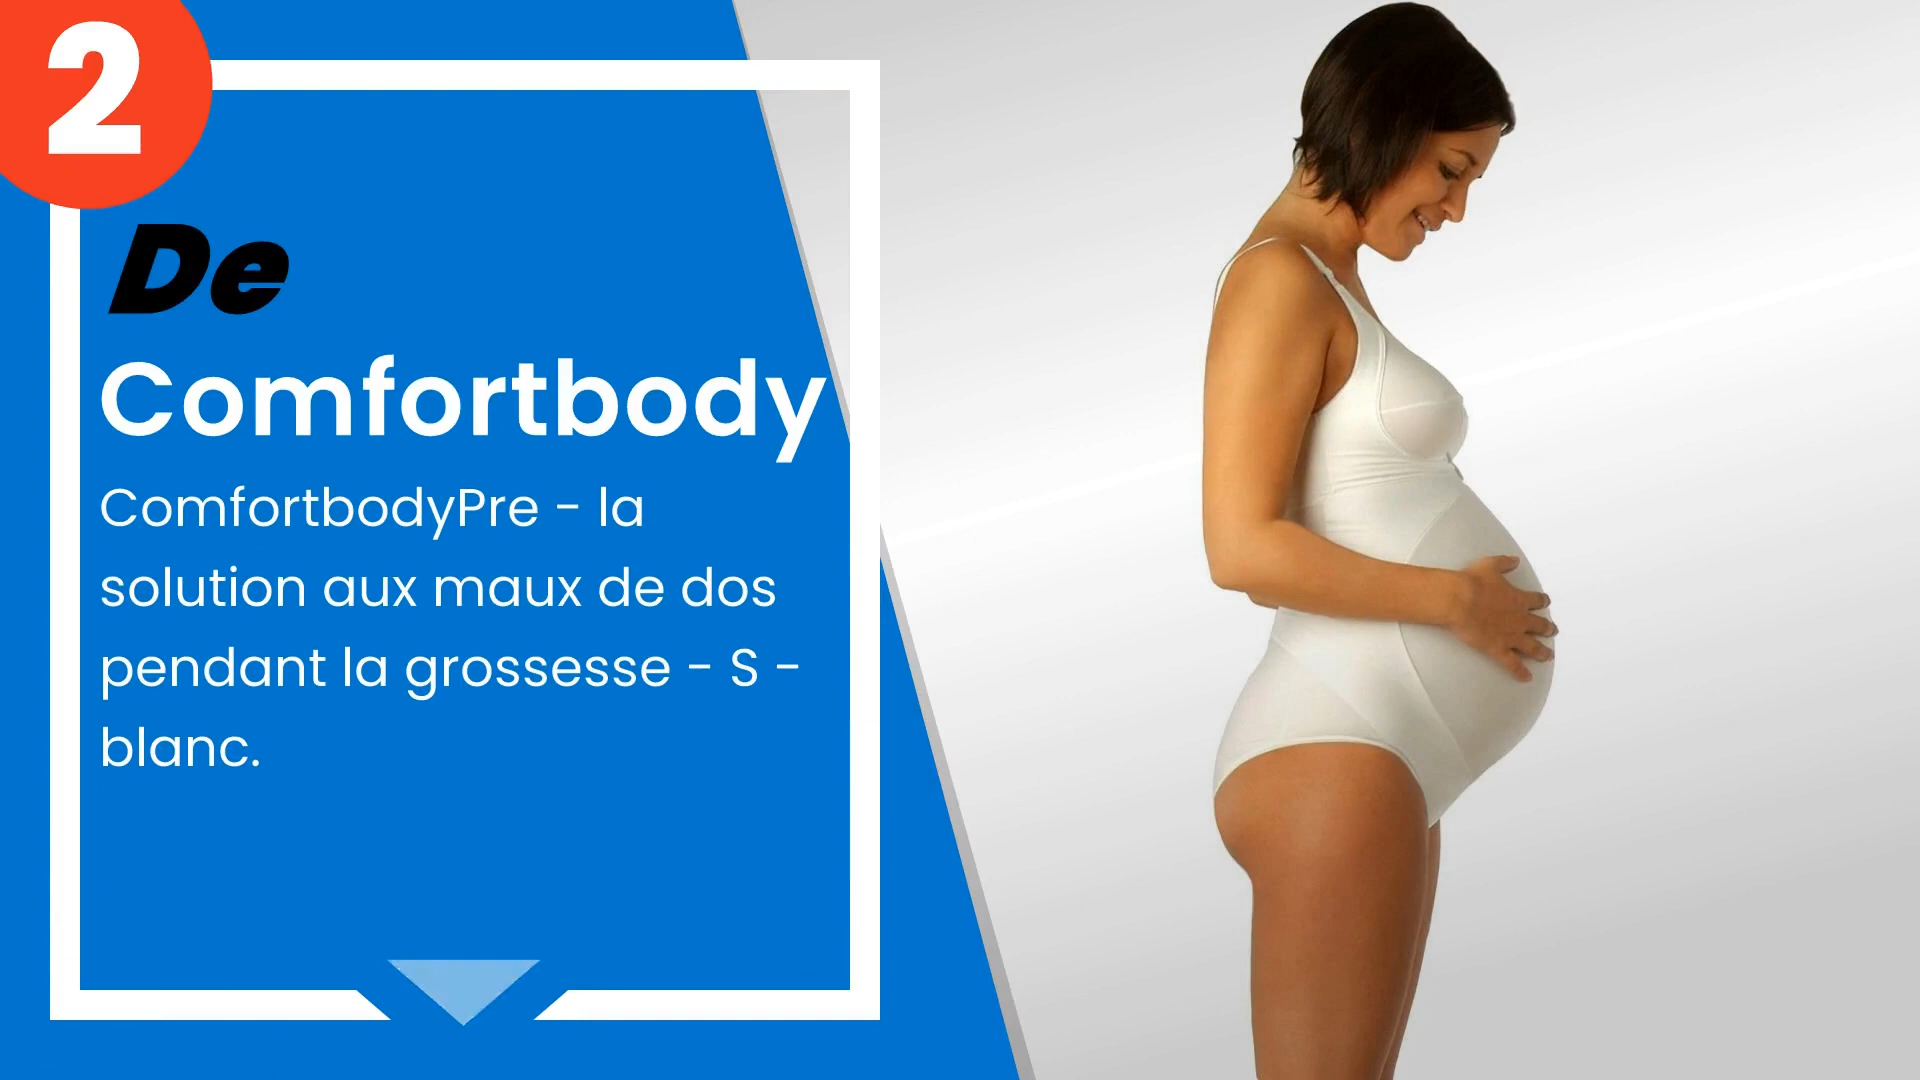 2
De
Comfortbody
ComfortbodyPre - la
solution aux maux de dos
pendant la grossesse - S -
blanc.